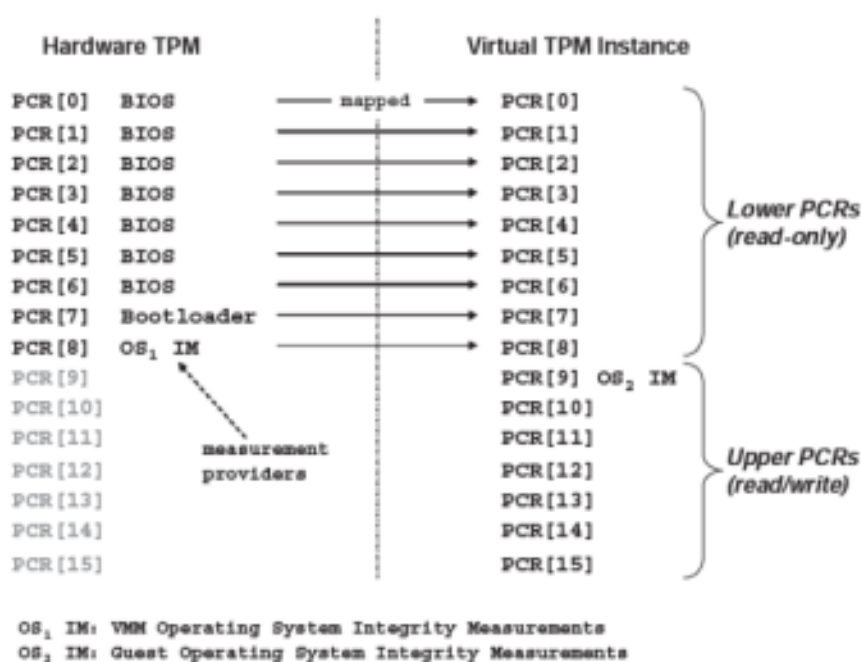 Hardware TPM Virtual TPM Instance
PCR[0] BIOS mapped PCR[0]
PCR[1] BIOS PCR[1]
PCR[2] BIOS PCR[2]
PCR[3] BIOS PCR[3]
PCR[4] BIOS PCR[4]
PCR[5] BIOS PCR[5]
PCR[6] BIOS PCR[6]
PCR[7] Bootloader PCR[7]
PCR[8] OS₁ IM PCR[8]
Lower PCRs
(read-only)
PCR[9] PCR[9] OS₂ IM
PCR[10] PCR[10]
PCR[11] PCR[11]
PCR[12] PCR[12]
PCR[13] PCR[13]
PCR[14] PCR[14]
PCR[15] PCR[15]
measurement
providers
Upper PCRs
(read/write)
OS₁ IM: VMM Operating System Integrity Measurements
OS₂ IM: Guest Operating System Integrity Measurements